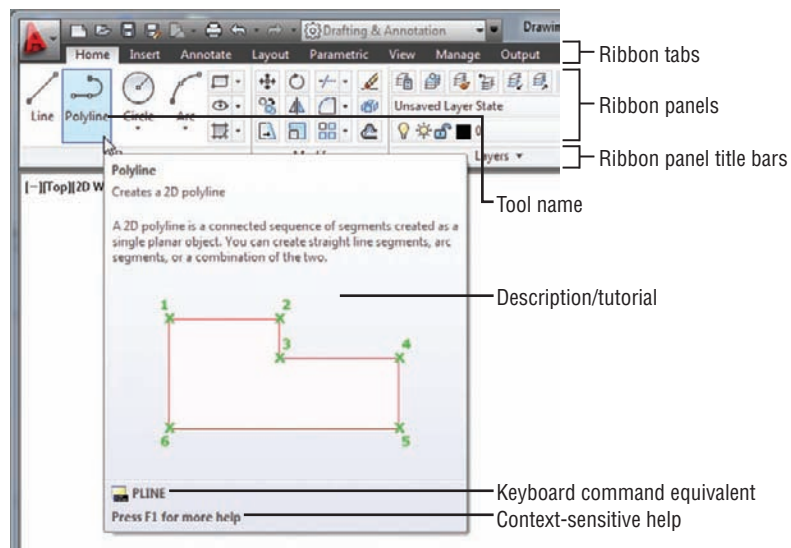 Drafting & Annotation Drawin
Home Insert Annotate Layout Parametric View Manage Output
Ribbon tabs
Line Polyline Circle Arc
Unsaved Layer State
Ribbon panels
0
Layers
Ribbon panel title bars
[−][Top][2D W
Tool name
Polyline
Creates a 2D polyline
A 2D polyline is a connected sequence of segments created as a
single planar object. You can create straight line segments, arc
segments, or a combination of the two.
Description/tutorial
1 2
3 4
6 5
PLINE
Keyboard command equivalent
Press F1 for more help
Context-sensitive help